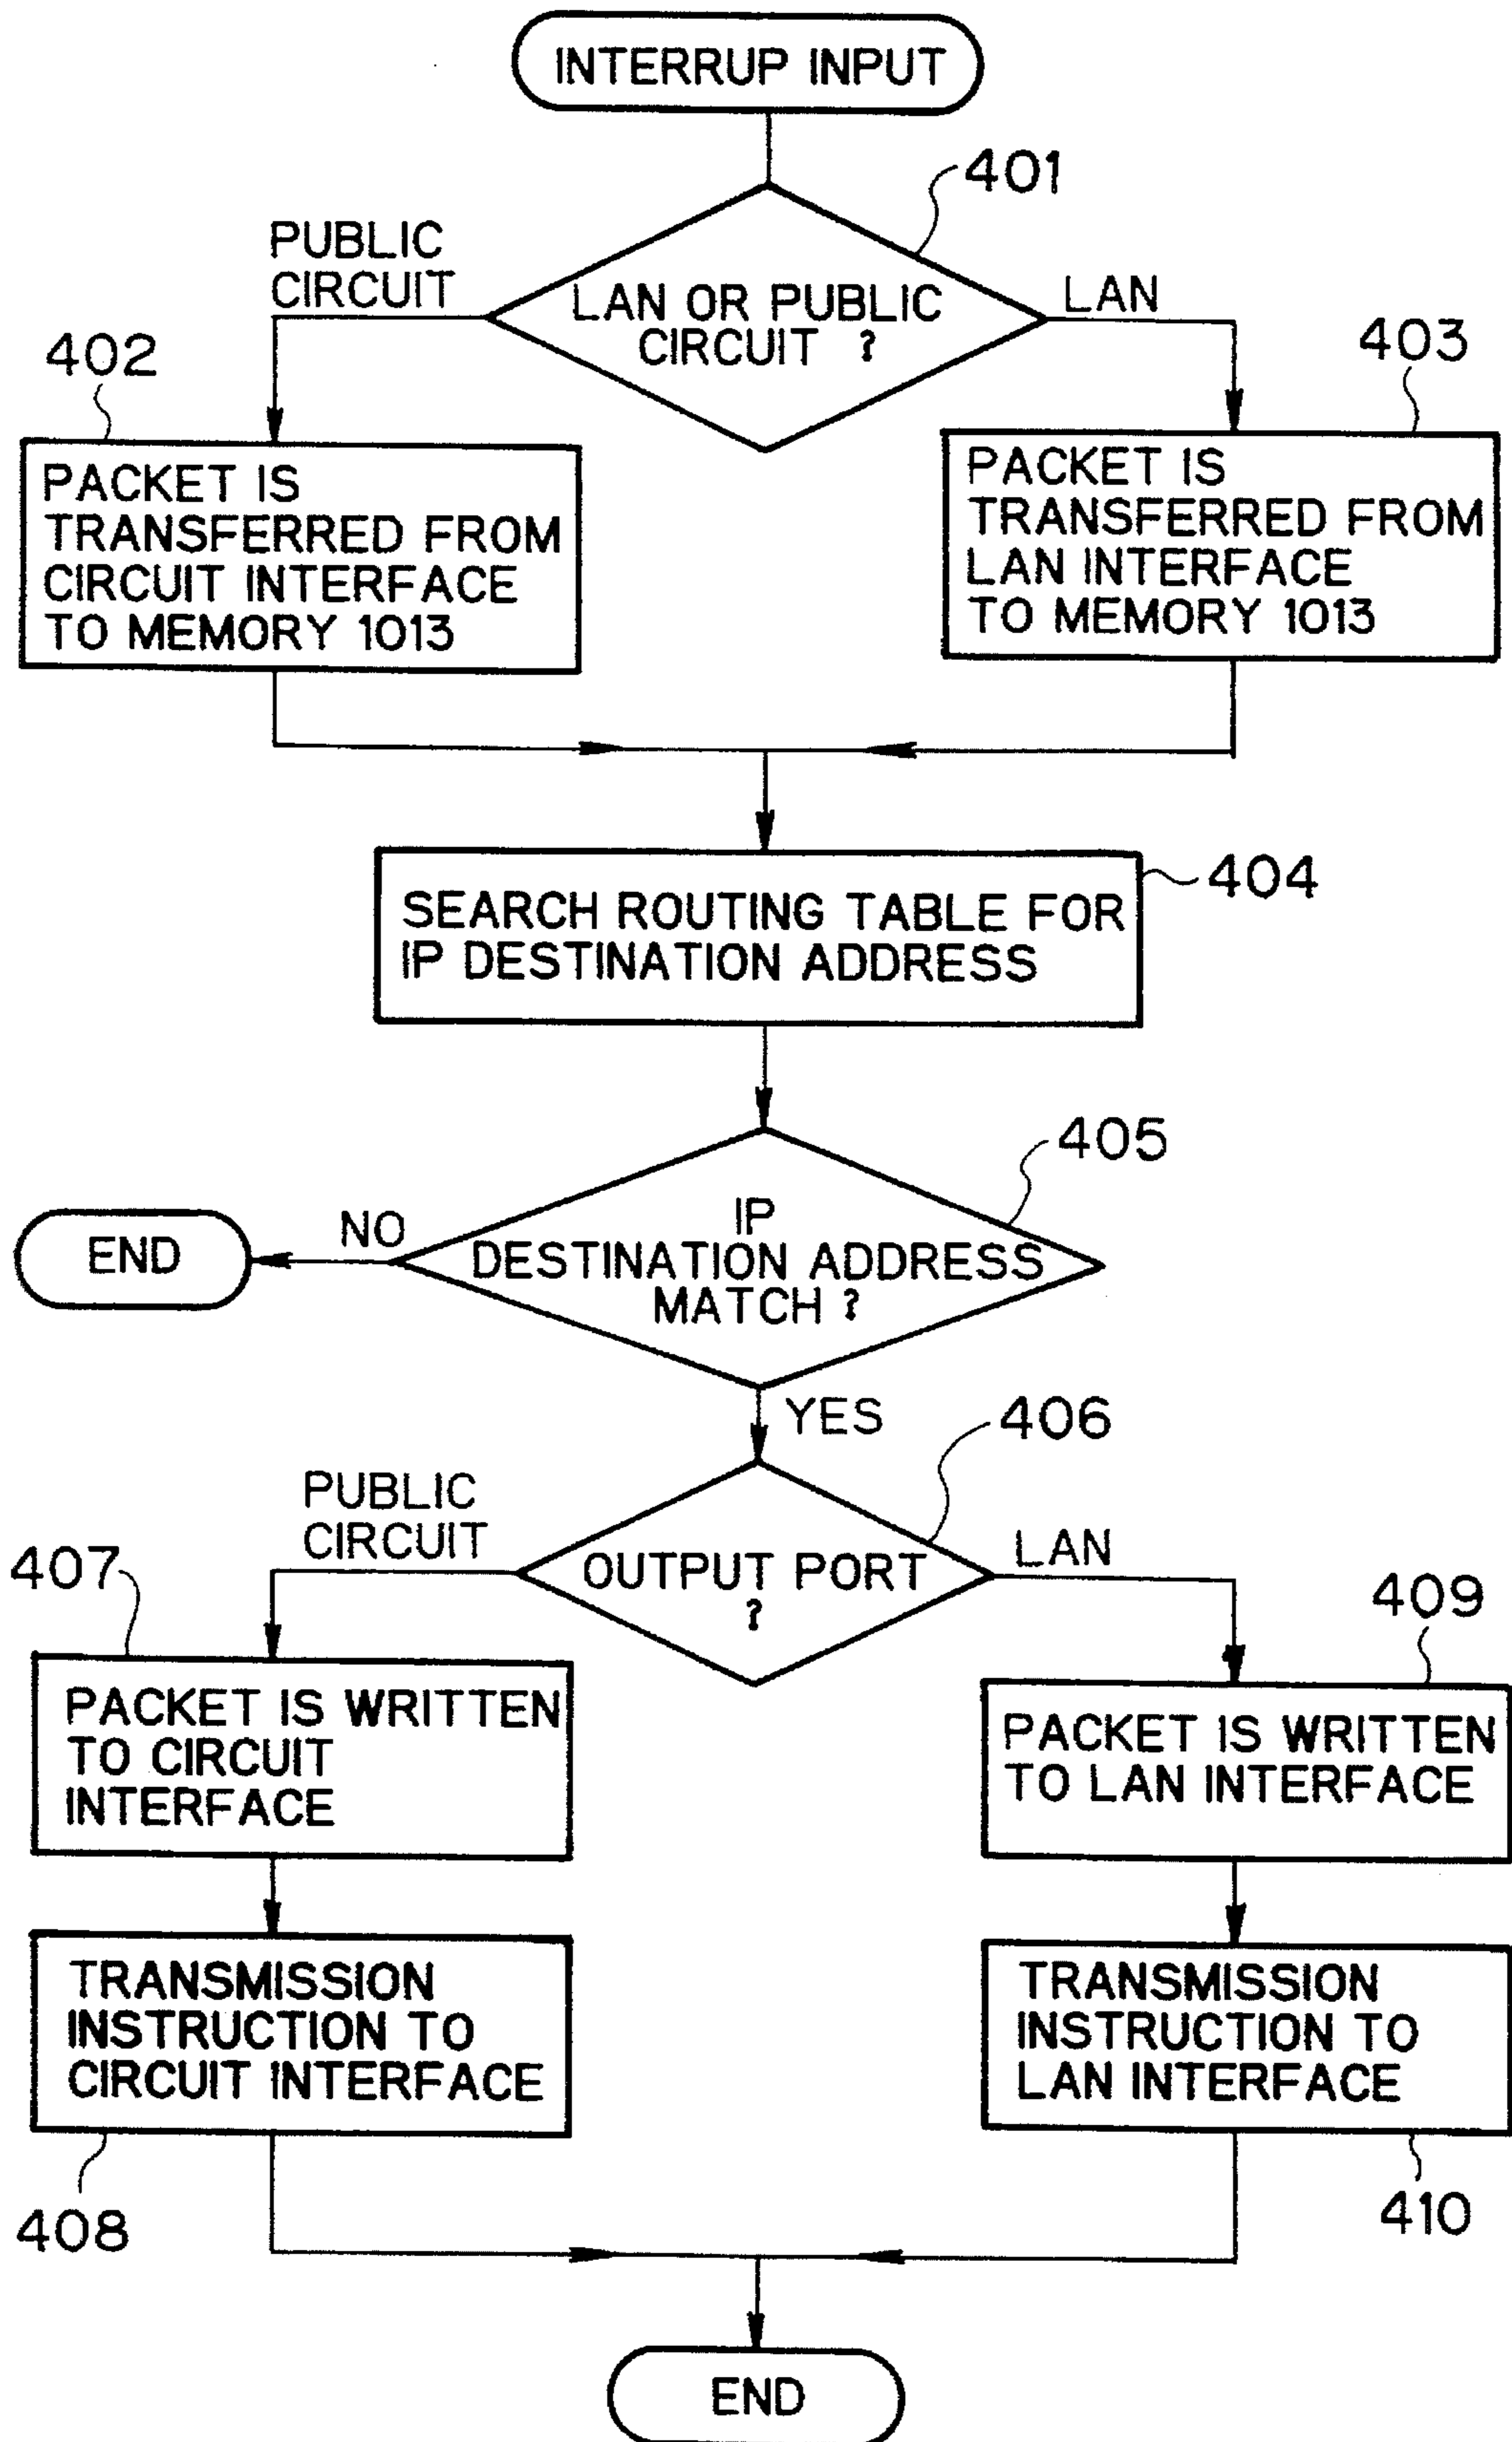 INTERRUP INPUT
401
PUBLIC
CIRCUIT
LAN OR PUBLIC
CIRCUIT ?
LAN
402
403
PACKET IS
TRANSFERRED FROM
CIRCUIT INTERFACE
TO MEMORY 1013
PACKET IS
TRANSFERRED FROM
LAN INTERFACE
TO MEMORY 1013
404
SEARCH ROUTING TABLE FOR
IP DESTINATION ADDRESS
405
IP
DESTINATION ADDRESS
MATCH ?
NO
END
YES
406
PUBLIC
CIRCUIT
OUTPUT PORT
?
LAN
407
409
PACKET IS WRITTEN
TO CIRCUIT
INTERFACE
PACKET IS WRITTEN
TO LAN INTERFACE
TRANSMISSION
INSTRUCTION TO
CIRCUIT INTERFACE
TRANSMISSION
INSTRUCTION TO
LAN INTERFACE
408
410
END